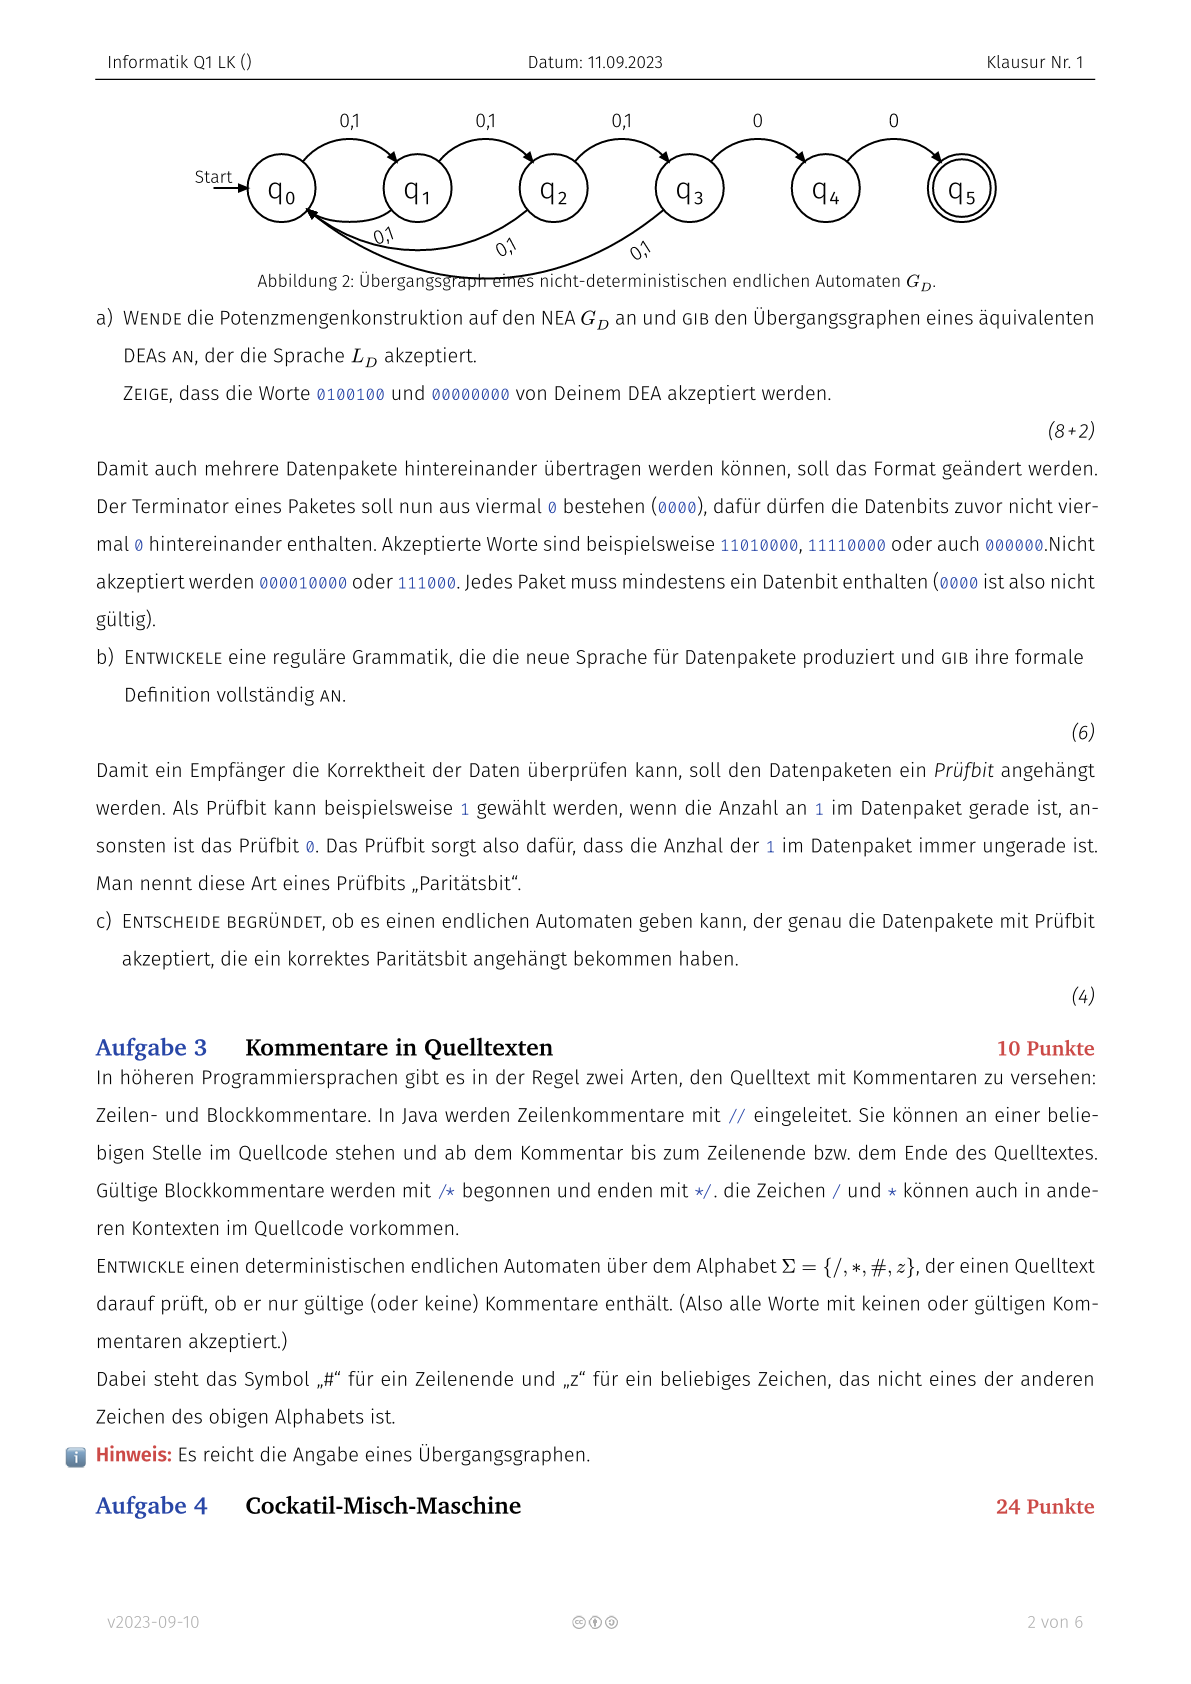 Informatik Q1 LK () Datum: 11.09.2023 Klausur Nr. 1
0,1 0,1 0,1 0 0
Start q0 q1 q2 q3 q4 q5
0,1 0,1 0,1
Abbildung 2: Übergangsgraph eines nicht-deterministischen endlichen Automaten G_D.
a) WENDE die Potenzmengenkonstruktion auf den NEA G_D an und GIB den Übergangsgraphen eines äquivalenten
DEAs AN, der die Sprache L_D akzeptiert.
ZEIGE, dass die Worte 0100100 und 00000000 von Deinem DEA akzeptiert werden.
(8+2)
Damit auch mehrere Datenpakete hintereinander übertragen werden können, soll das Format geändert werden.
Der Terminator eines Paketes soll nun aus viermal 0 bestehen (0000), dafür dürfen die Datenbits zuvor nicht vier-
mal 0 hintereinander enthalten. Akzeptierte Worte sind beispielsweise 11010000, 11110000 oder auch 000000.Nicht
akzeptiert werden 000010000 oder 111000. Jedes Paket muss mindestens ein Datenbit enthalten (0000 ist also nicht
gültig).
b) ENTWICKELE eine reguläre Grammatik, die die neue Sprache für Datenpakete produziert und GIB ihre formale
Definition vollständig AN.
(6)
Damit ein Empfänger die Korrektheit der Daten überprüfen kann, soll den Datenpaketen ein Prüfbit angehängt
werden. Als Prüfbit kann beispielsweise 1 gewählt werden, wenn die Anzahl an 1 im Datenpaket gerade ist, an-
sonsten ist das Prüfbit 0. Das Prüfbit sorgt also dafür, dass die Anzhal der 1 im Datenpaket immer ungerade ist.
Man nennt diese Art eines Prüfbits „Paritätsbit“.
c) ENTSCHEIDE BEGRÜNDET, ob es einen endlichen Automaten geben kann, der genau die Datenpakete mit Prüfbit
akzeptiert, die ein korrektes Paritätsbit angehängt bekommen haben.
(4)
Aufgabe 3 Kommentare in Quelltexten 10 Punkte
In höheren Programmiersprachen gibt es in der Regel zwei Arten, den Quelltext mit Kommentaren zu versehen:
Zeilen- und Blockkommentare. In Java werden Zeilenkommentare mit // eingeleitet. Sie können an einer belie-
bigen Stelle im Quellcode stehen und ab dem Kommentar bis zum Zeilenende bzw. dem Ende des Quelltextes.
Gültige Blockkommentare werden mit /* begonnen und enden mit */. die Zeichen / und * können auch in ande-
ren Kontexten im Quellcode vorkommen.
ENTWICKLE einen deterministischen endlichen Automaten über dem Alphabet Σ = {/, *, #, z}, der einen Quelltext
darauf prüft, ob er nur gültige (oder keine) Kommentare enthält. (Also alle Worte mit keinen oder gültigen Kom-
mentaren akzeptiert.)
Dabei steht das Symbol „#“ für ein Zeilenende und „z“ für ein beliebiges Zeichen, das nicht eines der anderen
Zeichen des obigen Alphabets ist.
i Hinweis: Es reicht die Angabe eines Übergangsgraphen.
Aufgabe 4 Cockatil-Misch-Maschine 24 Punkte
v2023-09-10 2 von 6